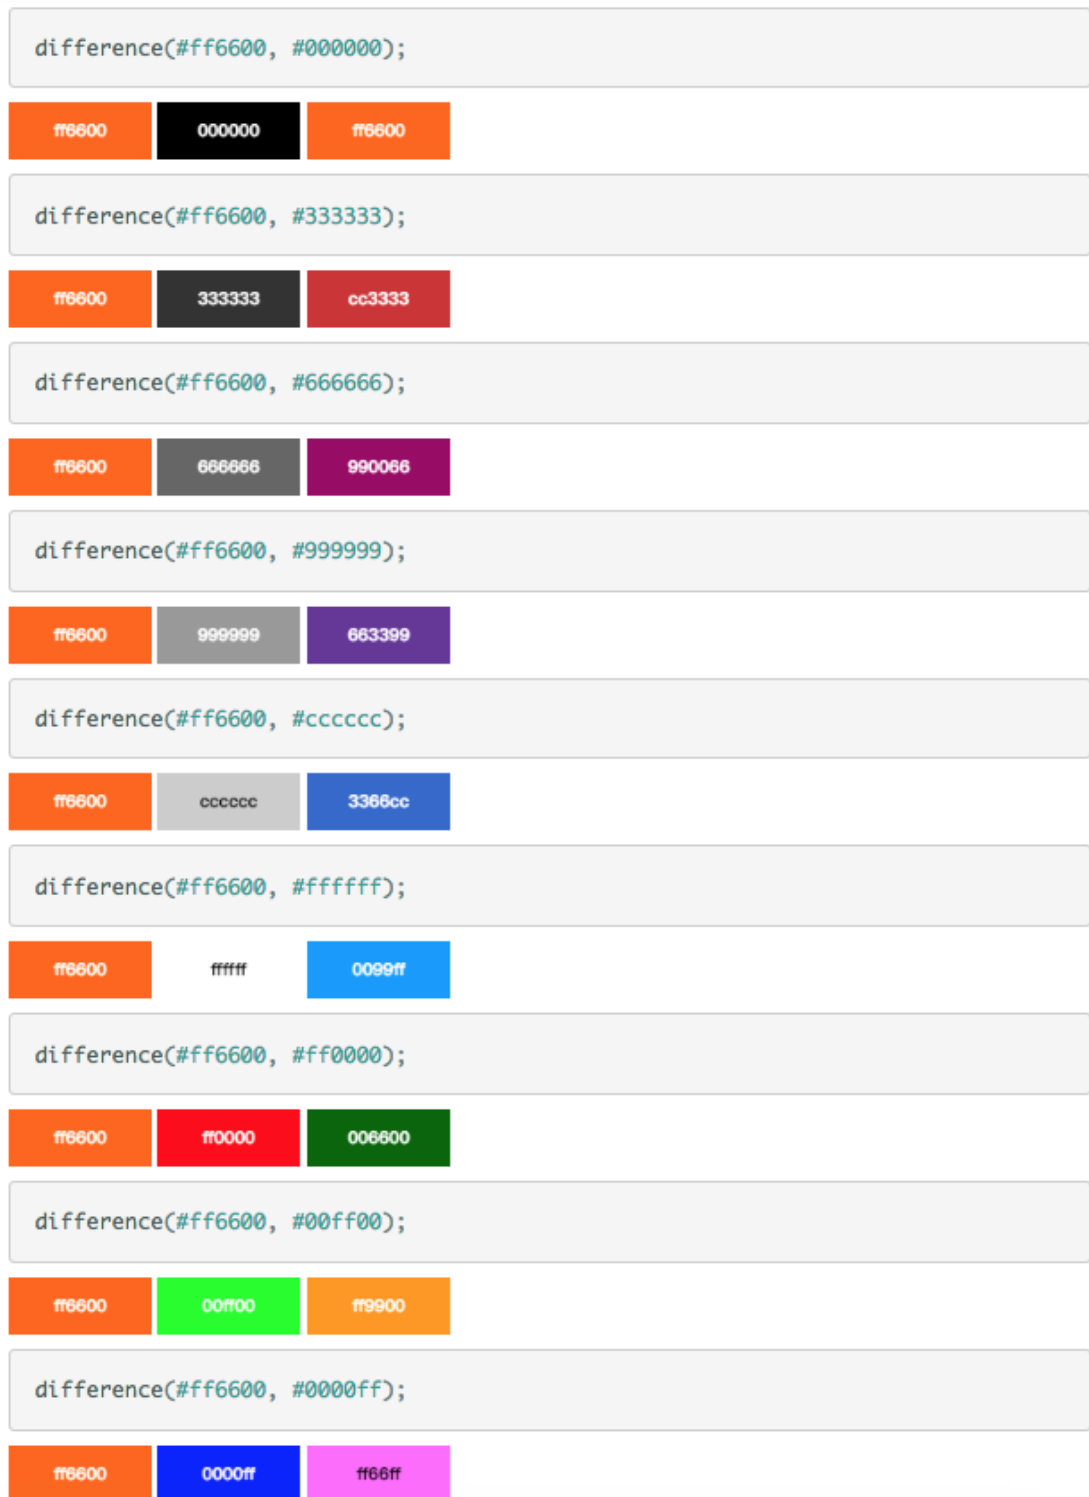 difference(#ff6600, #000000);
ff6600 000000 ff6600
difference(#ff6600, #333333);
ff6600 333333 cc3333
difference(#ff6600, #666666);
ff6600 666666 990066
difference(#ff6600, #999999);
ff6600 999999 663399
difference(#ff6600, #cccccc);
ff6600 cccccc 3366cc
difference(#ff6600, #ffffff);
ff6600 ffffff 0099ff
difference(#ff6600, #ff0000);
ff6600 ff0000 006600
difference(#ff6600, #00ff00);
ff6600 00ff00 ff9900
difference(#ff6600, #0000ff);
ff6600 0000ff ff66ff